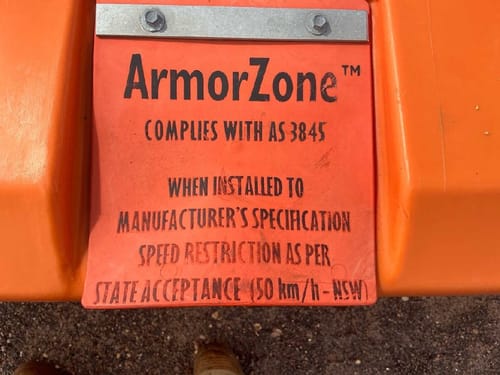 ArmorZone™
COMPLIES WITH AS 3845
WHEN INSTALLED TO
MANUFACTURER'S SPECIFICATION
SPEED RESTRICTION AS PER
STATE ACCEPTANCE (50 km/h - NSW)